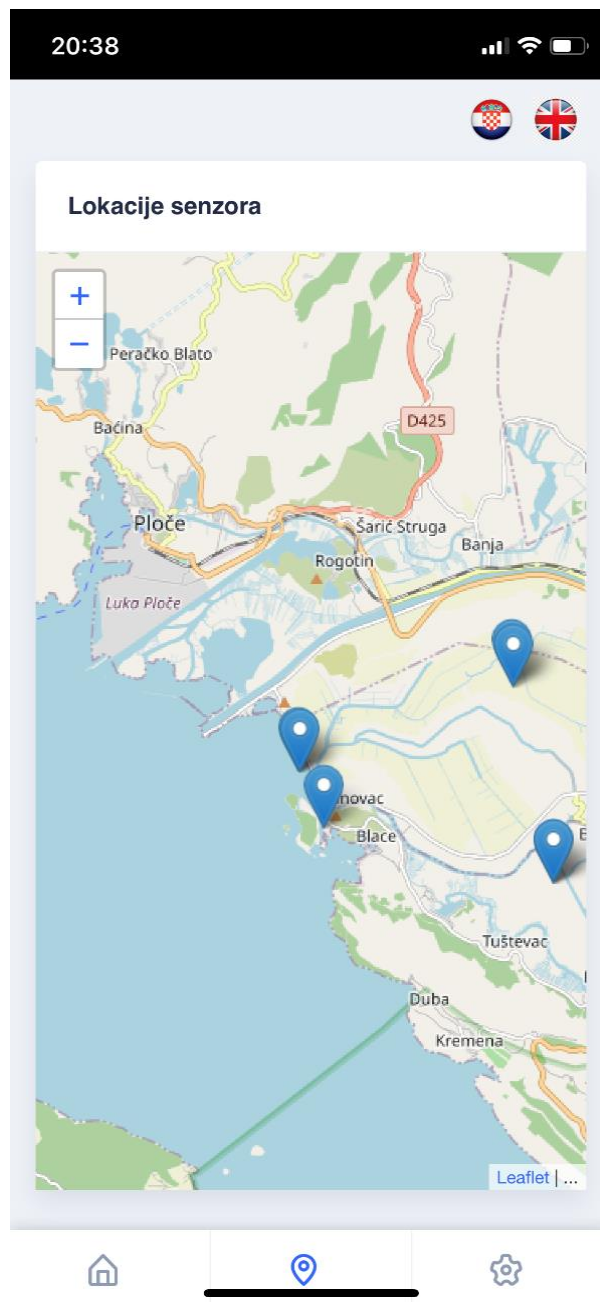 20:38
Lokacije senzora
+
−
Peračko Blato
D425
Baćina
Ploče
Šarić Struga
Banja
Rogotin
Luka Ploče
novac
Blace
Tuštevac
Duba
Kremena
Leaflet | ...